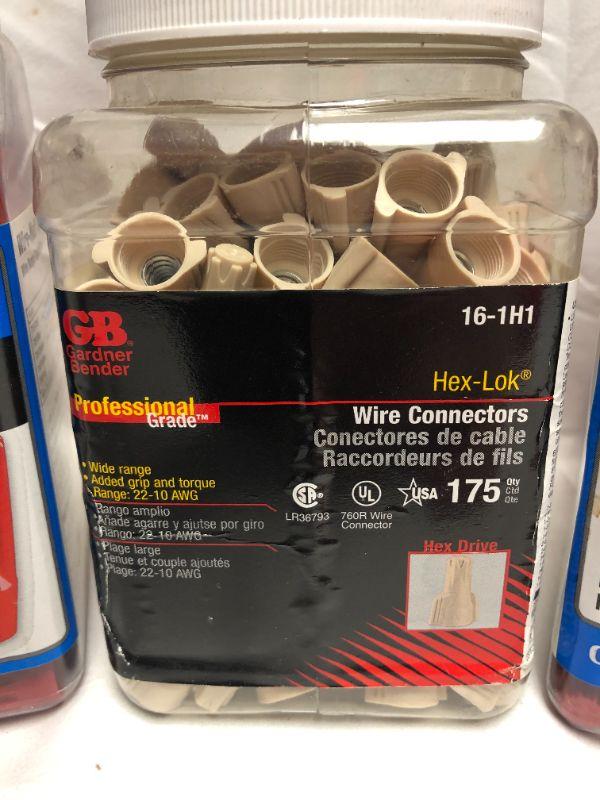 16-1H1
GB®
Gardner
Bender
Hex-Lok®
Professional
Grade™
Wire Connectors
Conectores de cable
Raccordeurs de fils
• Wide range
• Added grip and torque
Range: 22-10 AWG
Rango amplio
Añade agarre y ajutse por giro
Rango: 22-10 AWG
Plage large
Tenue et couple ajoutés
Plage: 22-10 AWG
LR36793
UL
760R Wire
Connector
USA
175 Qty
Ctd
Qte
Hex Drive